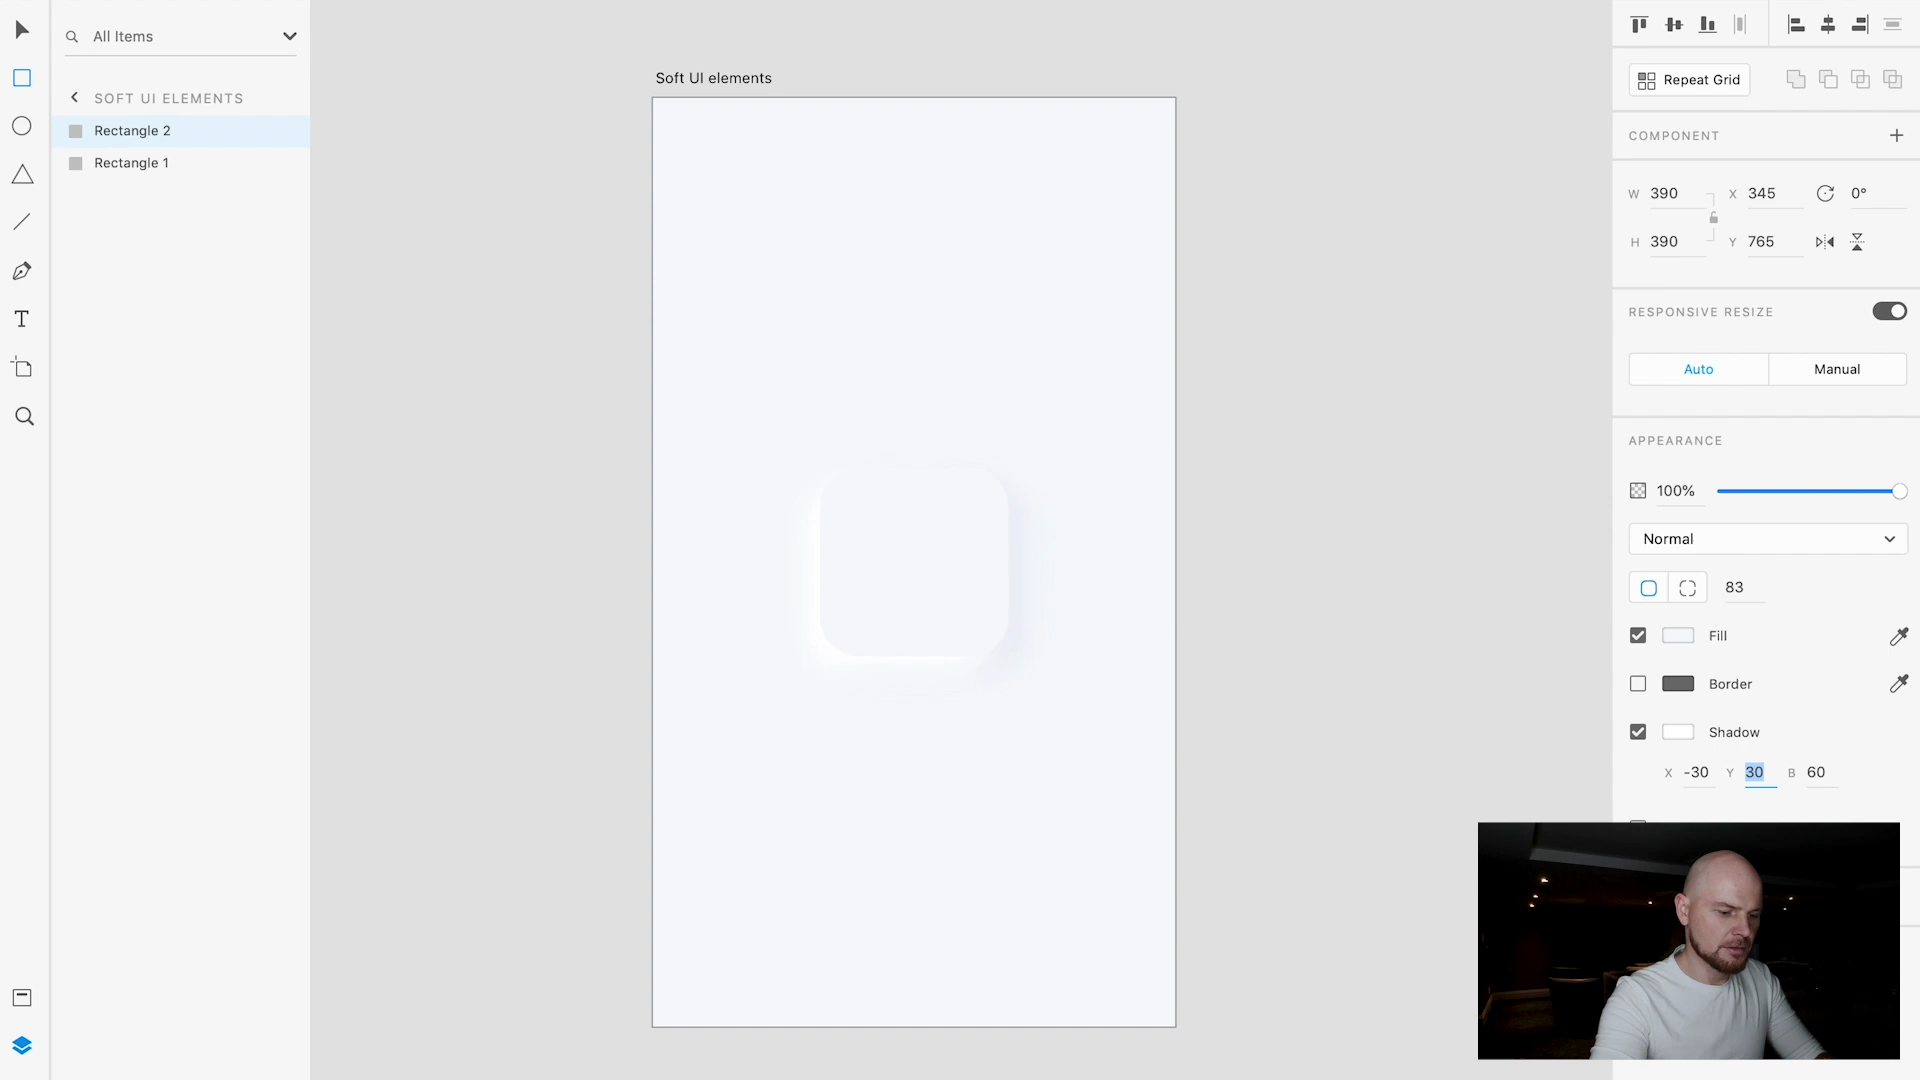 All Items
SOFT UI ELEMENTS
Rectangle 2
Rectangle 1
Soft UI elements
Repeat Grid
COMPONENT
W 390 X 345 0°
H 390 Y 765
RESPONSIVE RESIZE
Auto Manual
APPEARANCE
100%
Normal
83
Fill
Border
Shadow
X -30 Y 30 B 60